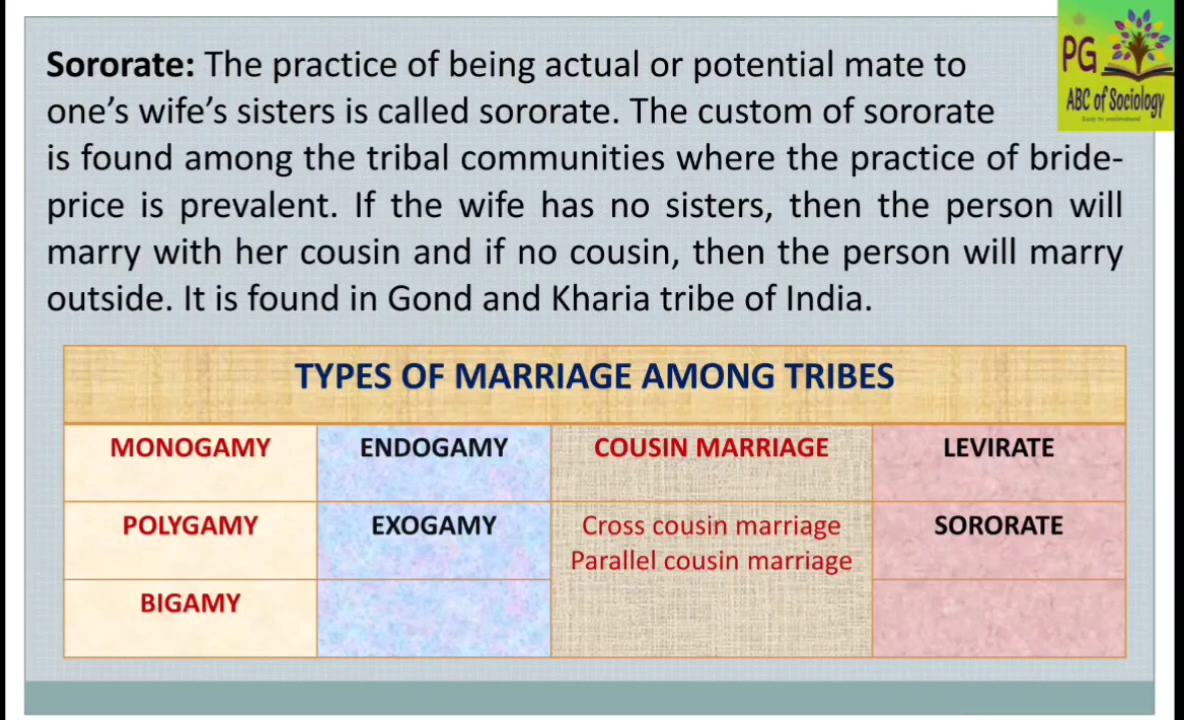 Sororate: The practice of being actual or potential mate to
one's wife's sisters is called sororate. The custom of sororate
is found among the tribal communities where the practice of bride-
price is prevalent. If the wife has no sisters, then the person will
marry with her cousin and if no cousin, then the person will marry
outside. It is found in Gond and Kharia tribe of India.
PG
ABC of Sociology
Easy to understand
TYPES OF MARRIAGE AMONG TRIBES
MONOGAMY ENDOGAMY COUSIN MARRIAGE LEVIRATE
POLYGAMY EXOGAMY Cross cousin marriage SORORATE
Parallel cousin marriage
BIGAMY